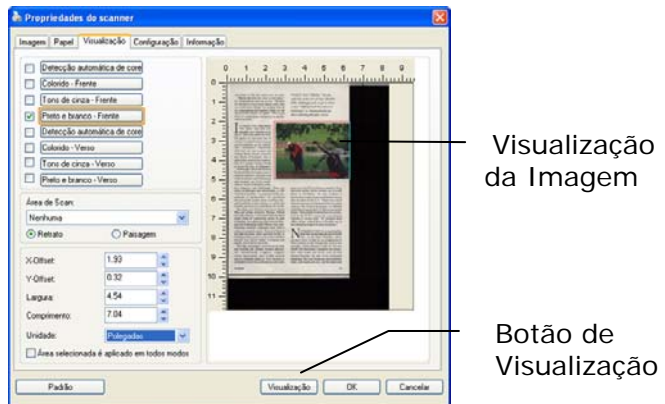 Propriedades do scanner
Imagem Papel Visualização Configuração Informação
Detecção automática de core
Colorido - Frente
Tons de cinza - Frente
Preto e branco - Frente
Detecção automática de core
Colorido - Verso
Tons de cinza - Verso
Preto e branco - Verso
Área de Scan:
Nenhuma
Retrato Paisagem
X-Offset: 1.93
Y-Offset: 0.32
Largura: 4.54
Comprimento: 7.04
Unidade: Polegadas
Área selecionada é aplicado em todos modos
Padrão Visualização OK Cancelar
0 1 2 3 4 5 6 7 8 9
0
1
2
3
4
5
6
7
8
9
10
11
Visualização
da Imagem
Botão de
Visualização